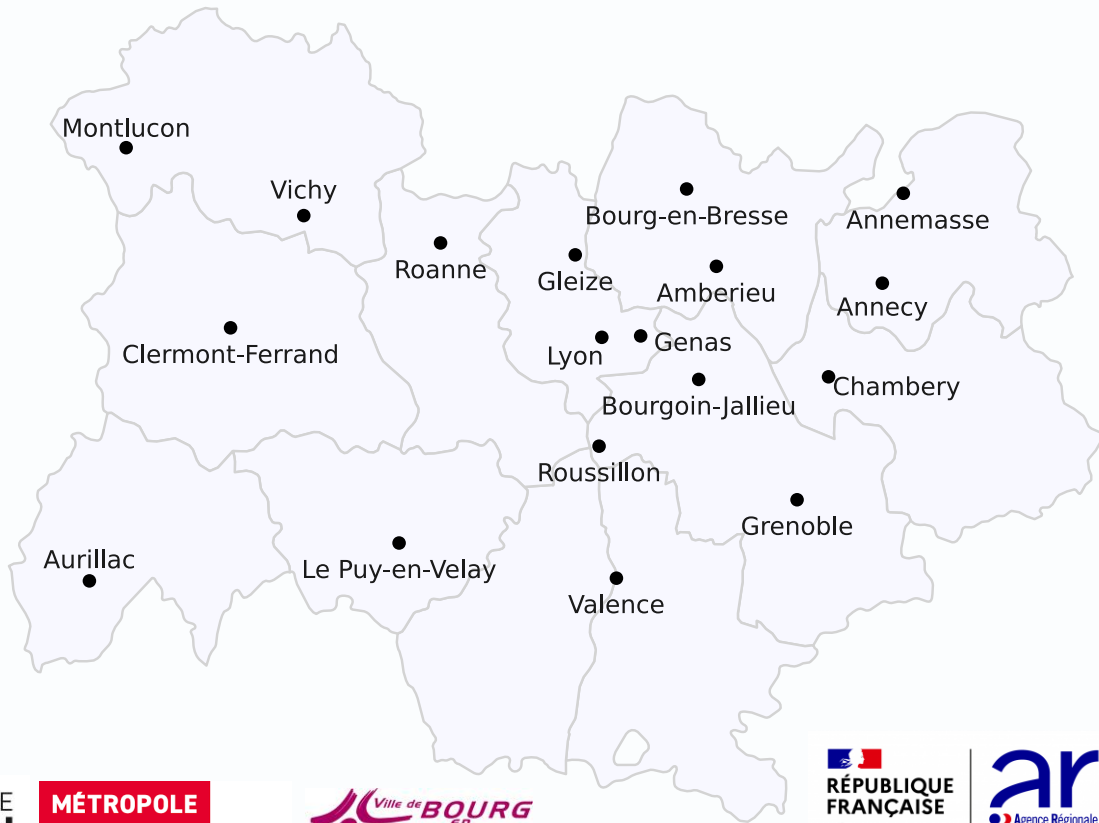 Montlucon
Vichy
Bourg-en-Bresse
Annemasse
Roanne
Gleize
Amberieu
Annecy
Clermont-Ferrand
Lyon
Genas
Bourgoin-Jallieu
Chambery
Roussillon
Grenoble
Aurillac
Le Puy-en-Velay
Valence
E
MÉTROPOLE
Ville de BOURG
EN
RÉPUBLIQUE
FRANÇAISE
ar
Agence Régionale